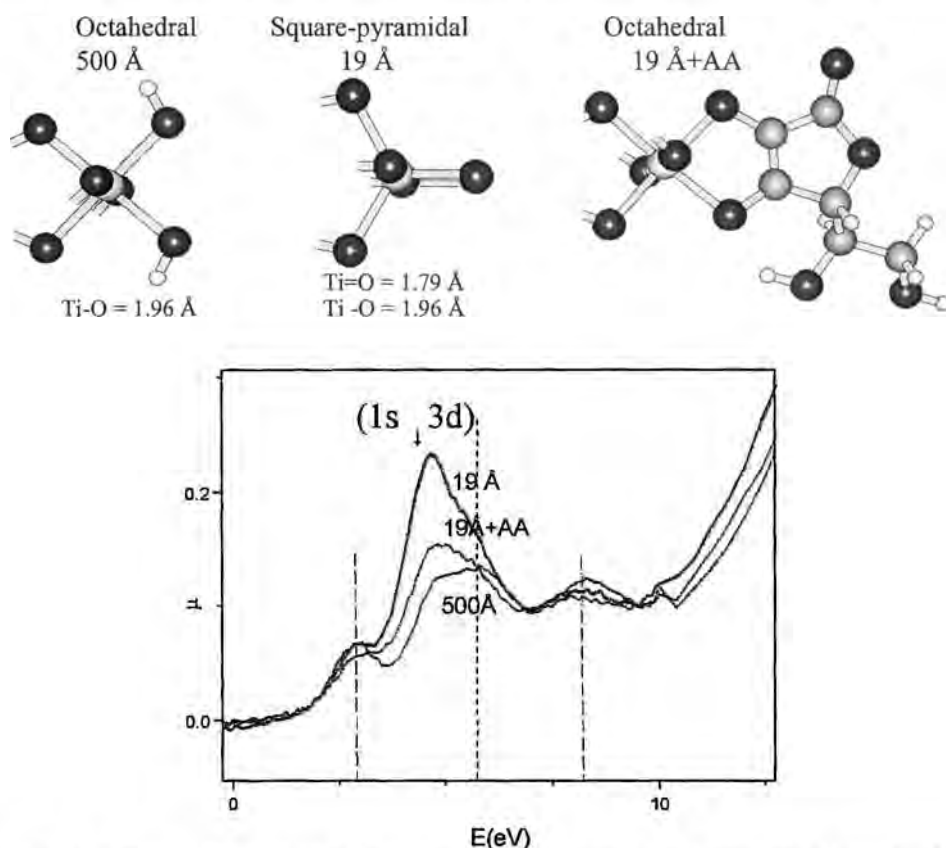 Octahedral
500 Å
Square-pyramidal
19 Å
Octahedral
19 Å+AA
Ti-O = 1.96 Å
Ti=O = 1.79 Å
Ti -O = 1.96 Å
(1s 3d)
19 Å
19Å+AA
500Å
0.2
μ
0.0
0
10
E(eV)